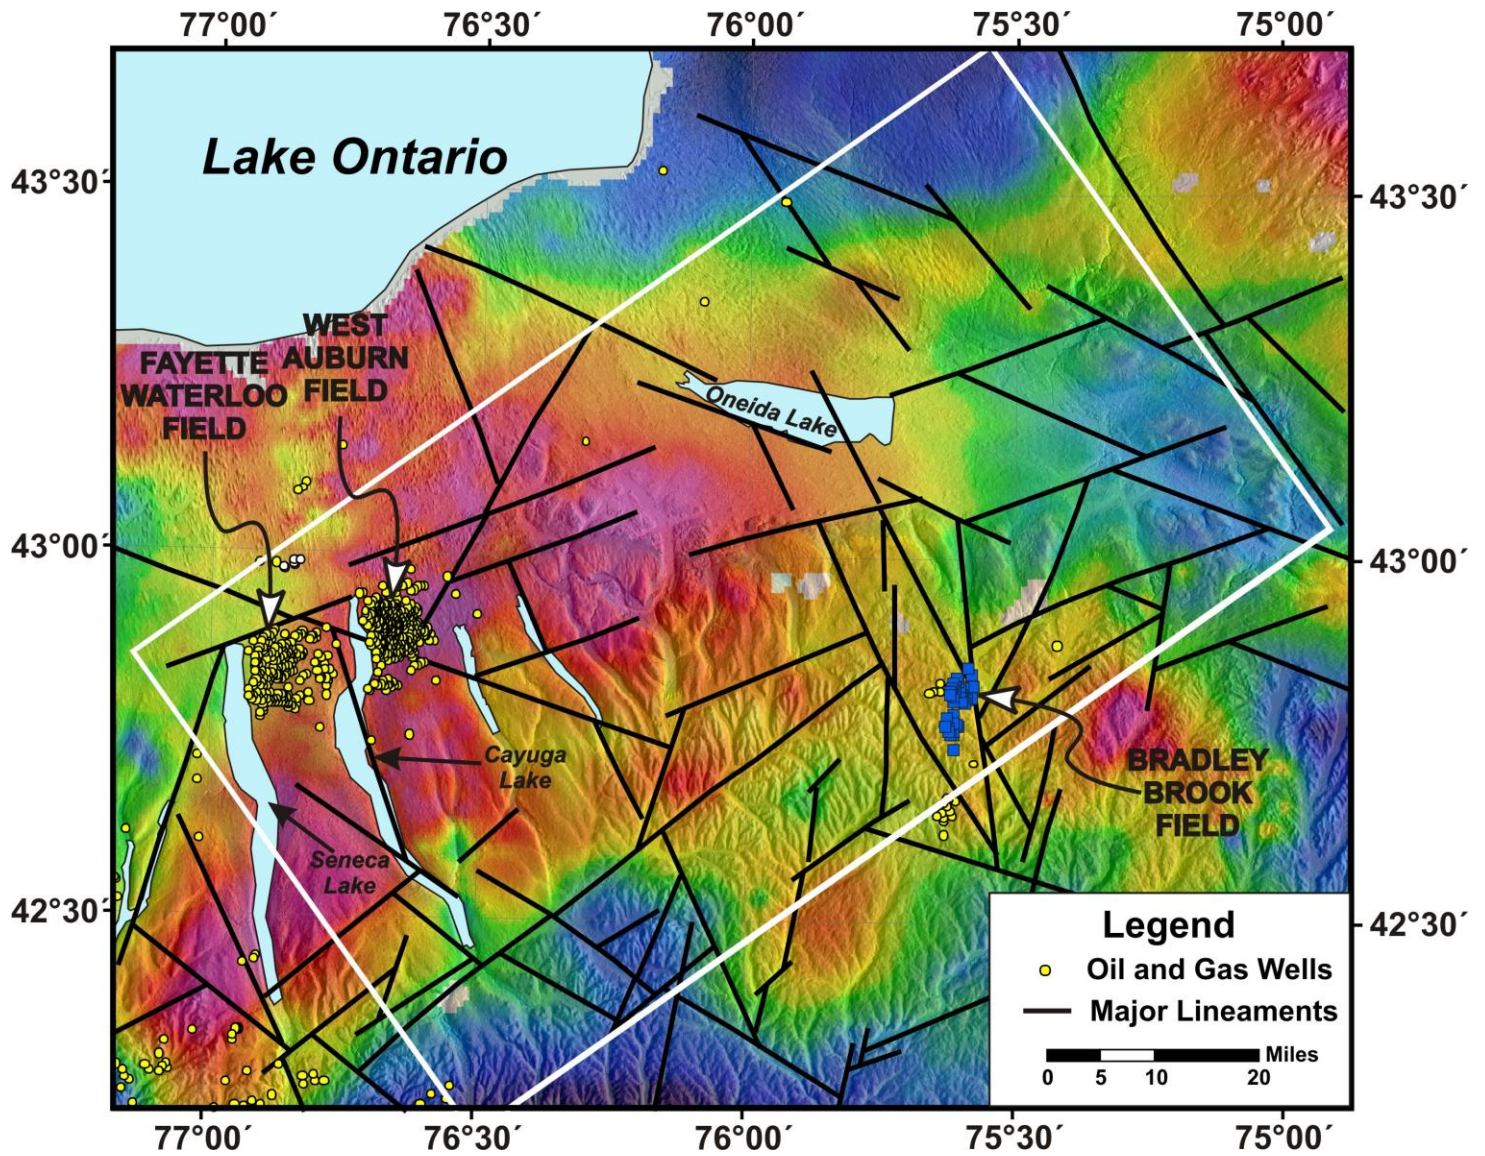 77°00´ 76°30´ 76°00´ 75°30´ 75°00´
Lake Ontario
43°30´
43°30´
WEST
AUBURN
FIELD
FAYETTE
WATERLOO
FIELD
Oneida Lake
43°00´
43°00´
Cayuga
Lake
BRADLEY
BROOK
FIELD
Seneca
Lake
42°30´
42°30´
Legend
Oil and Gas Wells
Major Lineaments
Miles
0 5 10 20
77°00´ 76°30´ 76°00´ 75°30´ 75°00´